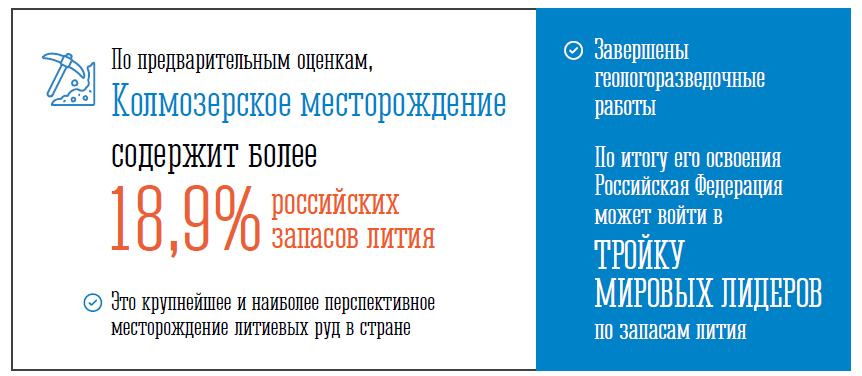 По предварительным оценкам,
Колмозерское месторождение
содержит более
18,9%
российских
запасов лития
Это крупнейшее и наиболее перспективное
месторождение литиевых руд в стране
Завершены
геологоразведочные
работы
По итогу его освоения
Российская Федерация
может войти в
ТРОЙКУ
МИРОВЫХ ЛИДЕРОВ
по запасам лития